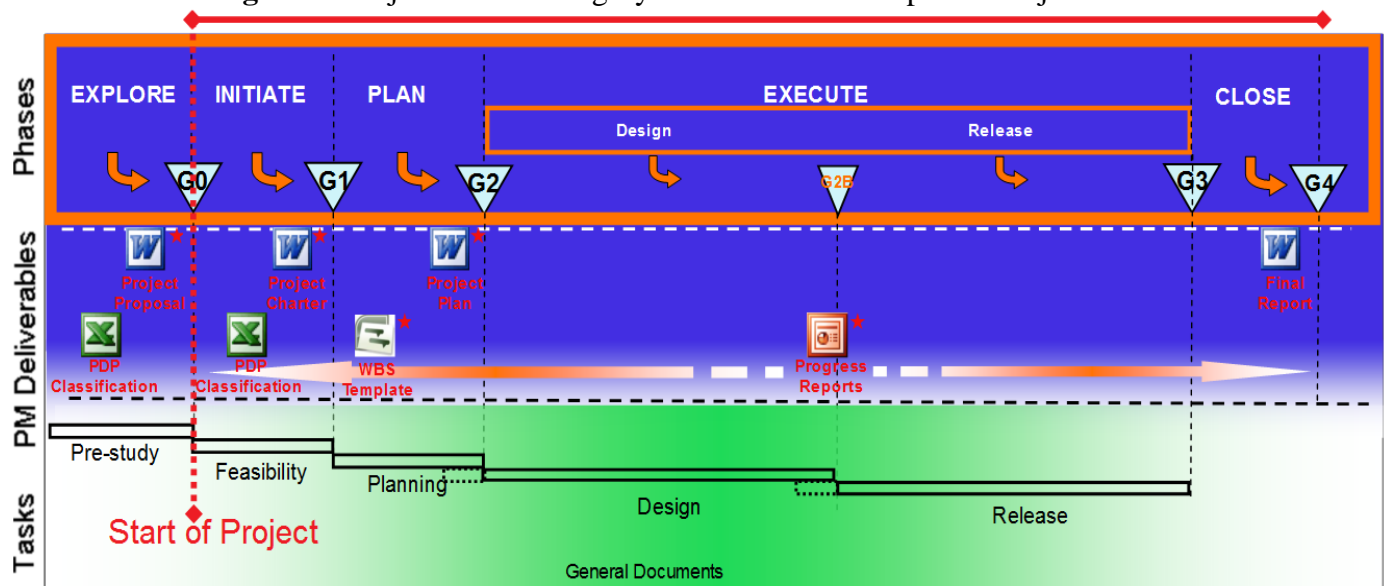 Phases
EXPLORE
INITIATE
PLAN
EXECUTE
CLOSE
Design
Release
G0
G1
G2
G2B
G3
G4
PM Deliverables
Project
Proposal
Project
Charter
Project
Plan
Final
Report
PDP
Classification
PDP
Classification
WBS
Template
Progress
Reports
Tasks
Pre-study
Feasibility
Planning
Design
Release
Start of Project
General Documents